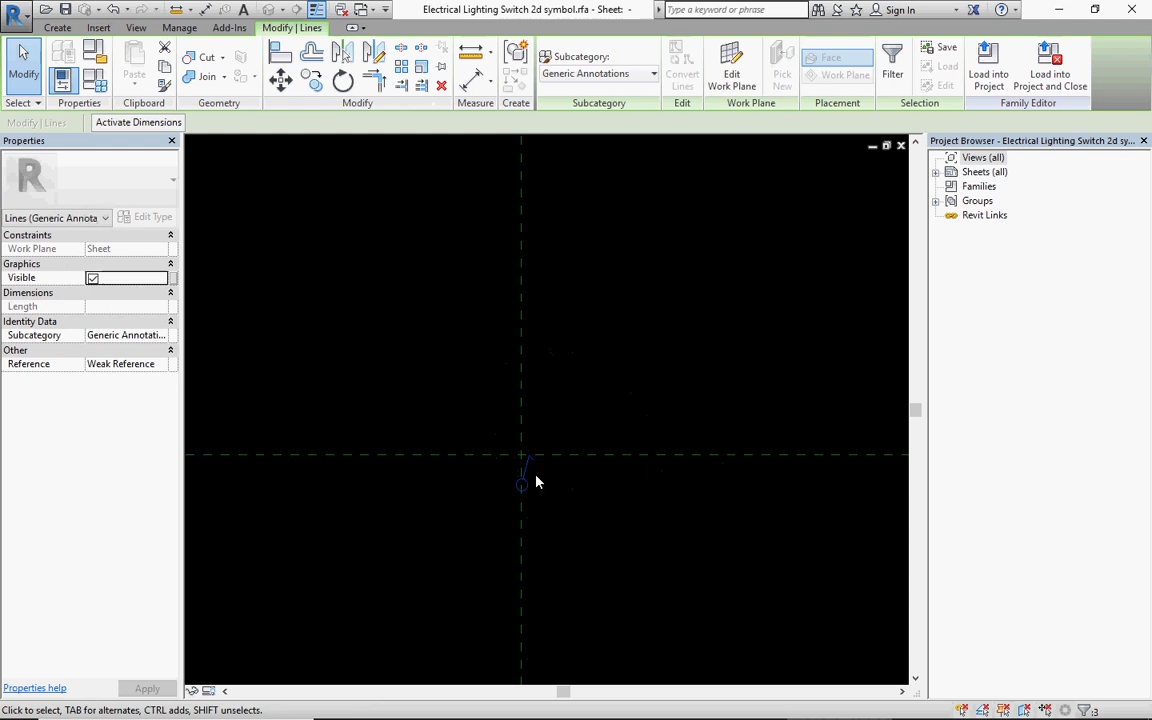 Electrical Lighting Switch 2d symbol.rfa - Sheet: -
Type a keyword or phrase
Sign In
Create Insert View Manage Add-Ins Modify | Lines
Modify
Paste
Cut
Join
Subcategory:
Generic Annotations
Convert Lines
Edit Work Plane
Pick New
Face
Work Plane
Filter
Save
Load
Edit
Load into Project
Load into Project and Close
Select Properties Clipboard Geometry Modify Measure Create Subcategory Edit Work Plane Placement Selection Family Editor
Modify | Lines Activate Dimensions
Properties
R
Lines (Generic Annota
Edit Type
Constraints
Work Plane Sheet
Graphics
Visible
Dimensions
Length
Identity Data
Subcategory Generic Annotati...
Other
Reference Weak Reference
Properties help Apply
Project Browser - Electrical Lighting Switch 2d sy...
Views (all)
Sheets (all)
Families
Groups
Revit Links
Click to select, TAB for alternates, CTRL adds, SHIFT unselects.
:3